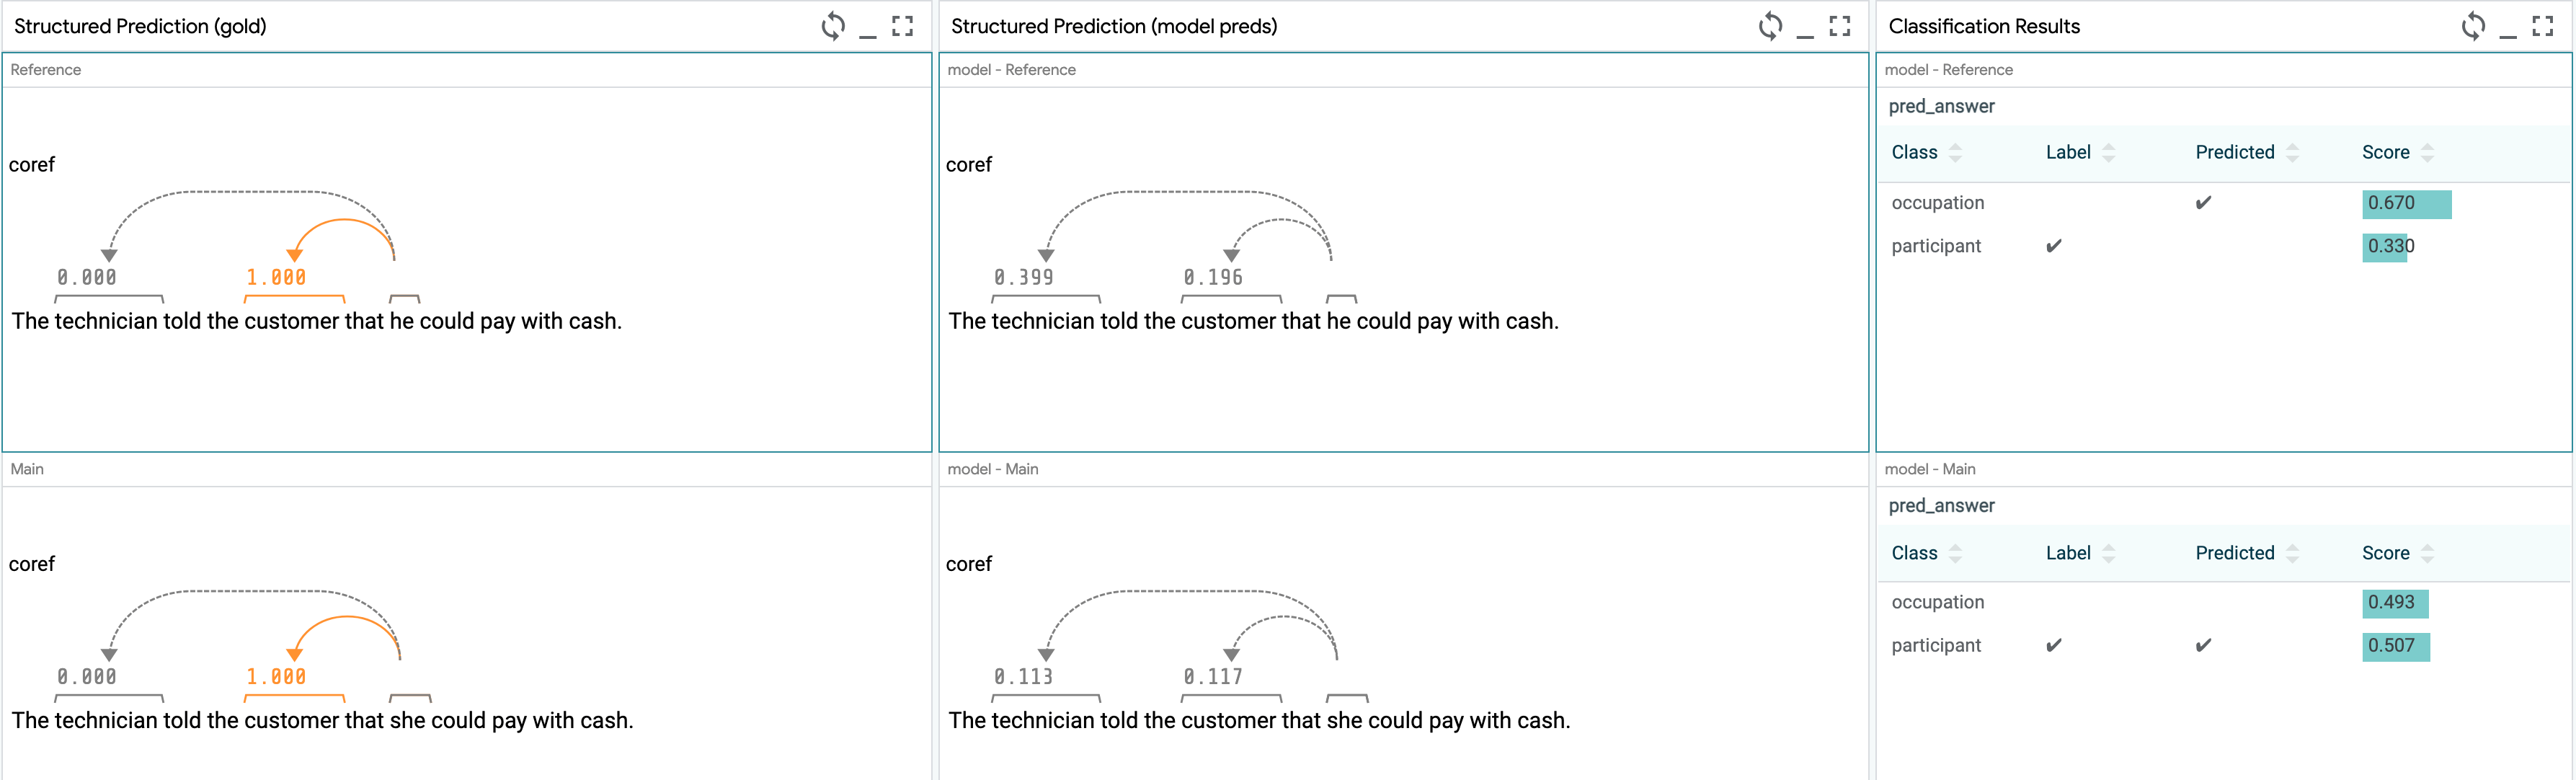 Structured Prediction (gold)
Reference
coref
0.000 1.000
The technician told the customer that he could pay with cash.
Main
coref
0.000 1.000
The technician told the customer that she could pay with cash.
Structured Prediction (model preds)
model - Reference
coref
0.399 0.196
The technician told the customer that he could pay with cash.
model - Main
coref
0.113 0.117
The technician told the customer that she could pay with cash.
Classification Results
model - Reference
pred_answer
Class Label Predicted Score
occupation ✔ 0.670
participant ✔ 0.330
model - Main
pred_answer
Class Label Predicted Score
occupation 0.493
participant ✔ ✔ 0.507